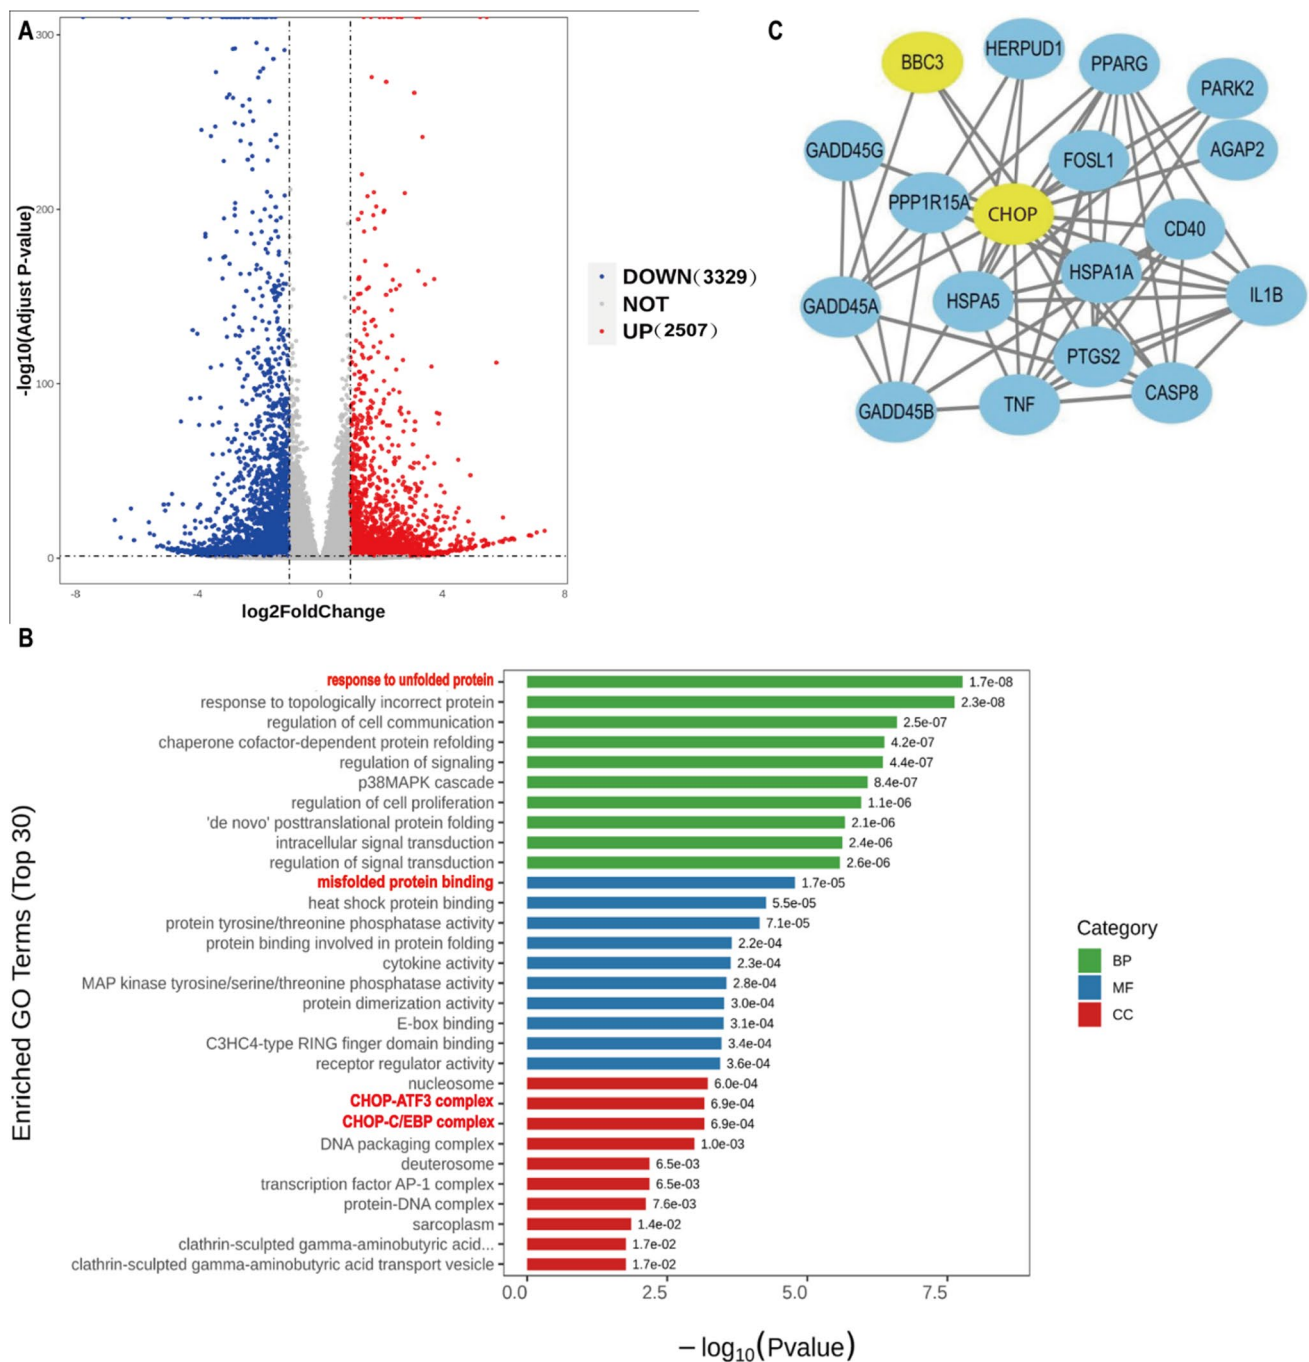 A
300
200
100
0
-log10(Adjust P-value)
-8
-4
0
4
8
log2FoldChange
DOWN（3329）
NOT
UP（2507）
C
BBC3
HERPUD1
PPARG
PARK2
GADD45G
FOSL1
AGAP2
PPP1R15A
CHOP
CD40
HSPA1A
GADD45A
HSPA5
IL1B
PTGS2
GADD45B
TNF
CASP8
B
Enriched GO Terms (Top 30)
response to unfolded protein 1.7e-08
response to topologically incorrect protein 2.3e-08
regulation of cell communication 2.5e-07
chaperone cofactor-dependent protein refolding 4.2e-07
regulation of signaling 4.4e-07
p38MAPK cascade 8.4e-07
regulation of cell proliferation 1.1e-06
'de novo' posttranslational protein folding 2.1e-06
intracellular signal transduction 2.4e-06
regulation of signal transduction 2.6e-06
misfolded protein binding 1.7e-05
heat shock protein binding 5.5e-05
protein tyrosine/threonine phosphatase activity 7.1e-05
protein binding involved in protein folding 2.2e-04
cytokine activity 2.3e-04
MAP kinase tyrosine/serine/threonine phosphatase activity 2.8e-04
protein dimerization activity 3.0e-04
E-box binding 3.1e-04
C3HC4-type RING finger domain binding 3.4e-04
receptor regulator activity 3.6e-04
nucleosome 6.0e-04
CHOP-ATF3 complex 6.9e-04
CHOP-C/EBP complex 6.9e-04
DNA packaging complex 1.0e-03
deuterosome 6.5e-03
transcription factor AP-1 complex 6.5e-03
protein-DNA complex 7.6e-03
sarcoplasm 1.4e-02
clathrin-sculpted gamma-aminobutyric acid... 1.7e-02
clathrin-sculpted gamma-aminobutyric acid transport vesicle 1.7e-02
0.0
2.5
5.0
7.5
−log10(Pvalue)
Category
BP
MF
CC